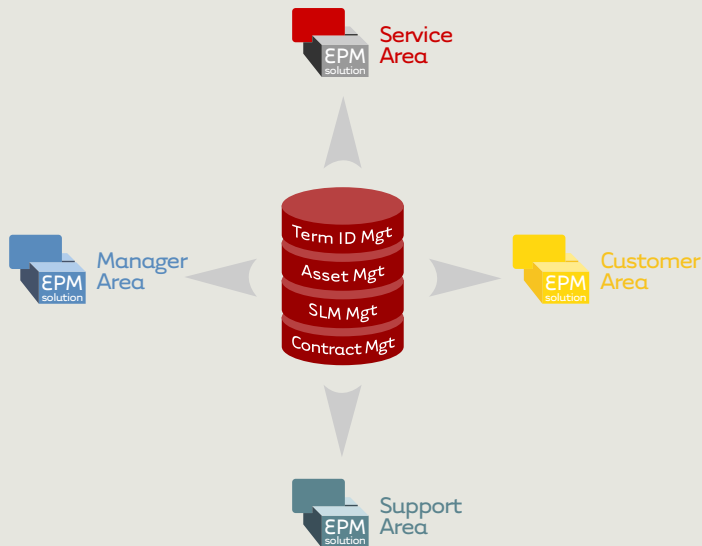 EPM
solution
Service
Area
Term ID Mgt
Asset Mgt
SLM Mgt
Contract Mgt
EPM
solution
Manager
Area
EPM
solution
Customer
Area
EPM
solution
Support
Area